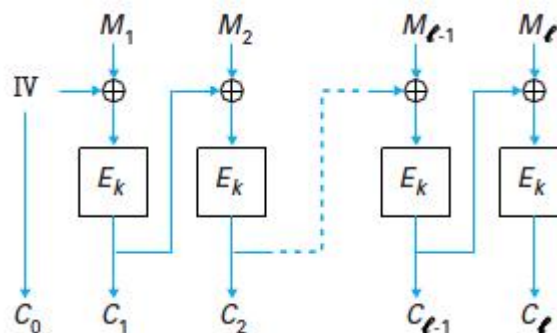 M₁ M₂ M𝓵₋₁ M𝓵
IV
Eₖ Eₖ Eₖ Eₖ
C₀ C₁ C₂ C𝓵₋₁ C𝓵